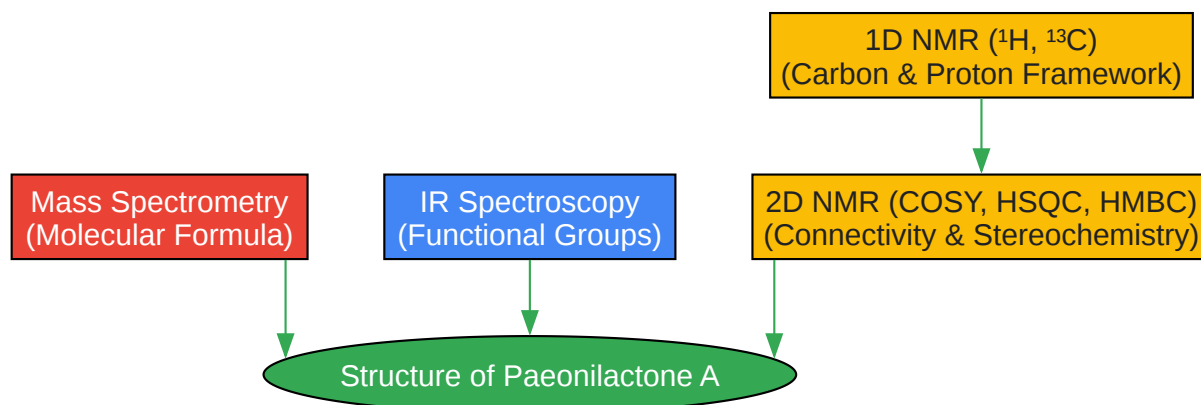 1D NMR (¹H, ¹³C)
(Carbon & Proton Framework)
Mass Spectrometry
(Molecular Formula)
IR Spectroscopy
(Functional Groups)
2D NMR (COSY, HSQC, HMBC)
(Connectivity & Stereochemistry)
Structure of Paeonilactone A